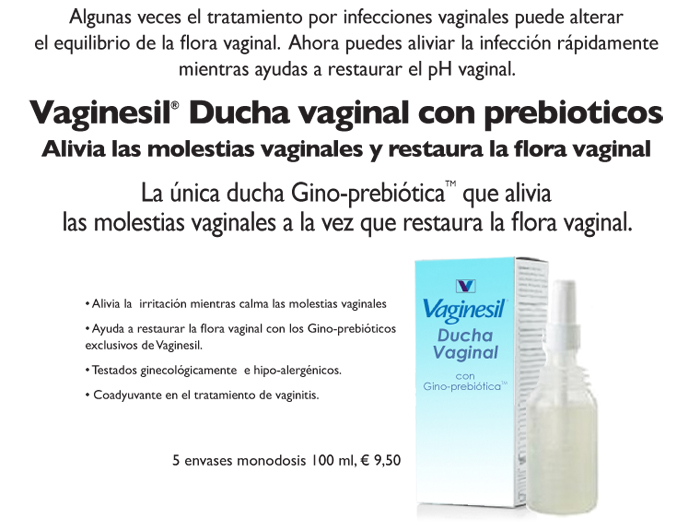 Algunas veces el tratamiento por infecciones vaginales puede alterar
el equilibrio de la flora vaginal. Ahora puedes aliviar la infección rápidamente
mientras ayudas a restaurar el pH vaginal.
Vaginesil® Ducha vaginal con prebioticos
Alivia las molestias vaginales y restaura la flora vaginal
La única ducha Gino-prebiótica™ que alivia
las molestias vaginales a la vez que restaura la flora vaginal.
• Alivia la irritación mientras calma las molestias vaginales
• Ayuda a restaurar la flora vaginal con los Gino-prebióticos
exclusivos de Vaginesil.
• Testados ginecológicamente e hipo-alergénicos.
• Coadyuvante en el tratamiento de vaginitis.
5 envases monodosis 100 ml, € 9,50
V
Vaginesil
Ducha
Vaginal
con
Gino-prebiótica™